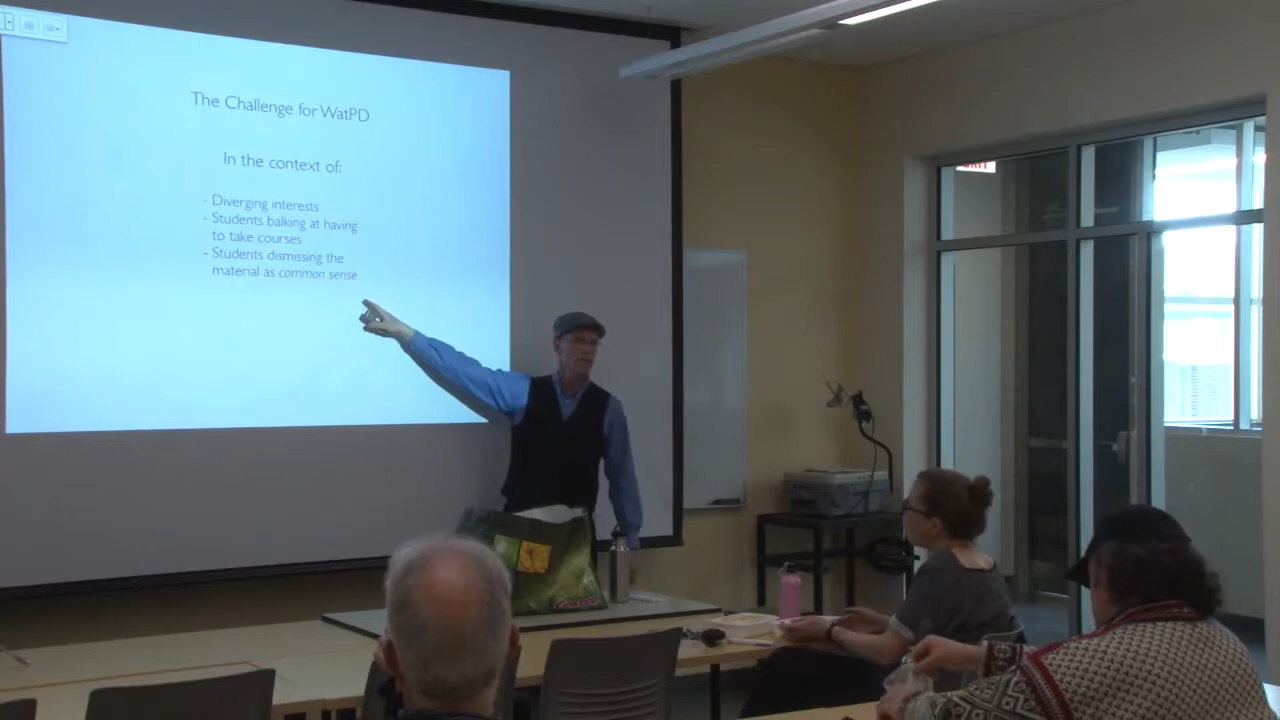 The Challenge for WatPD
In the context of:
- Diverging interests
- Students balking at having
to take courses
- Students dismissing the
material as common sense